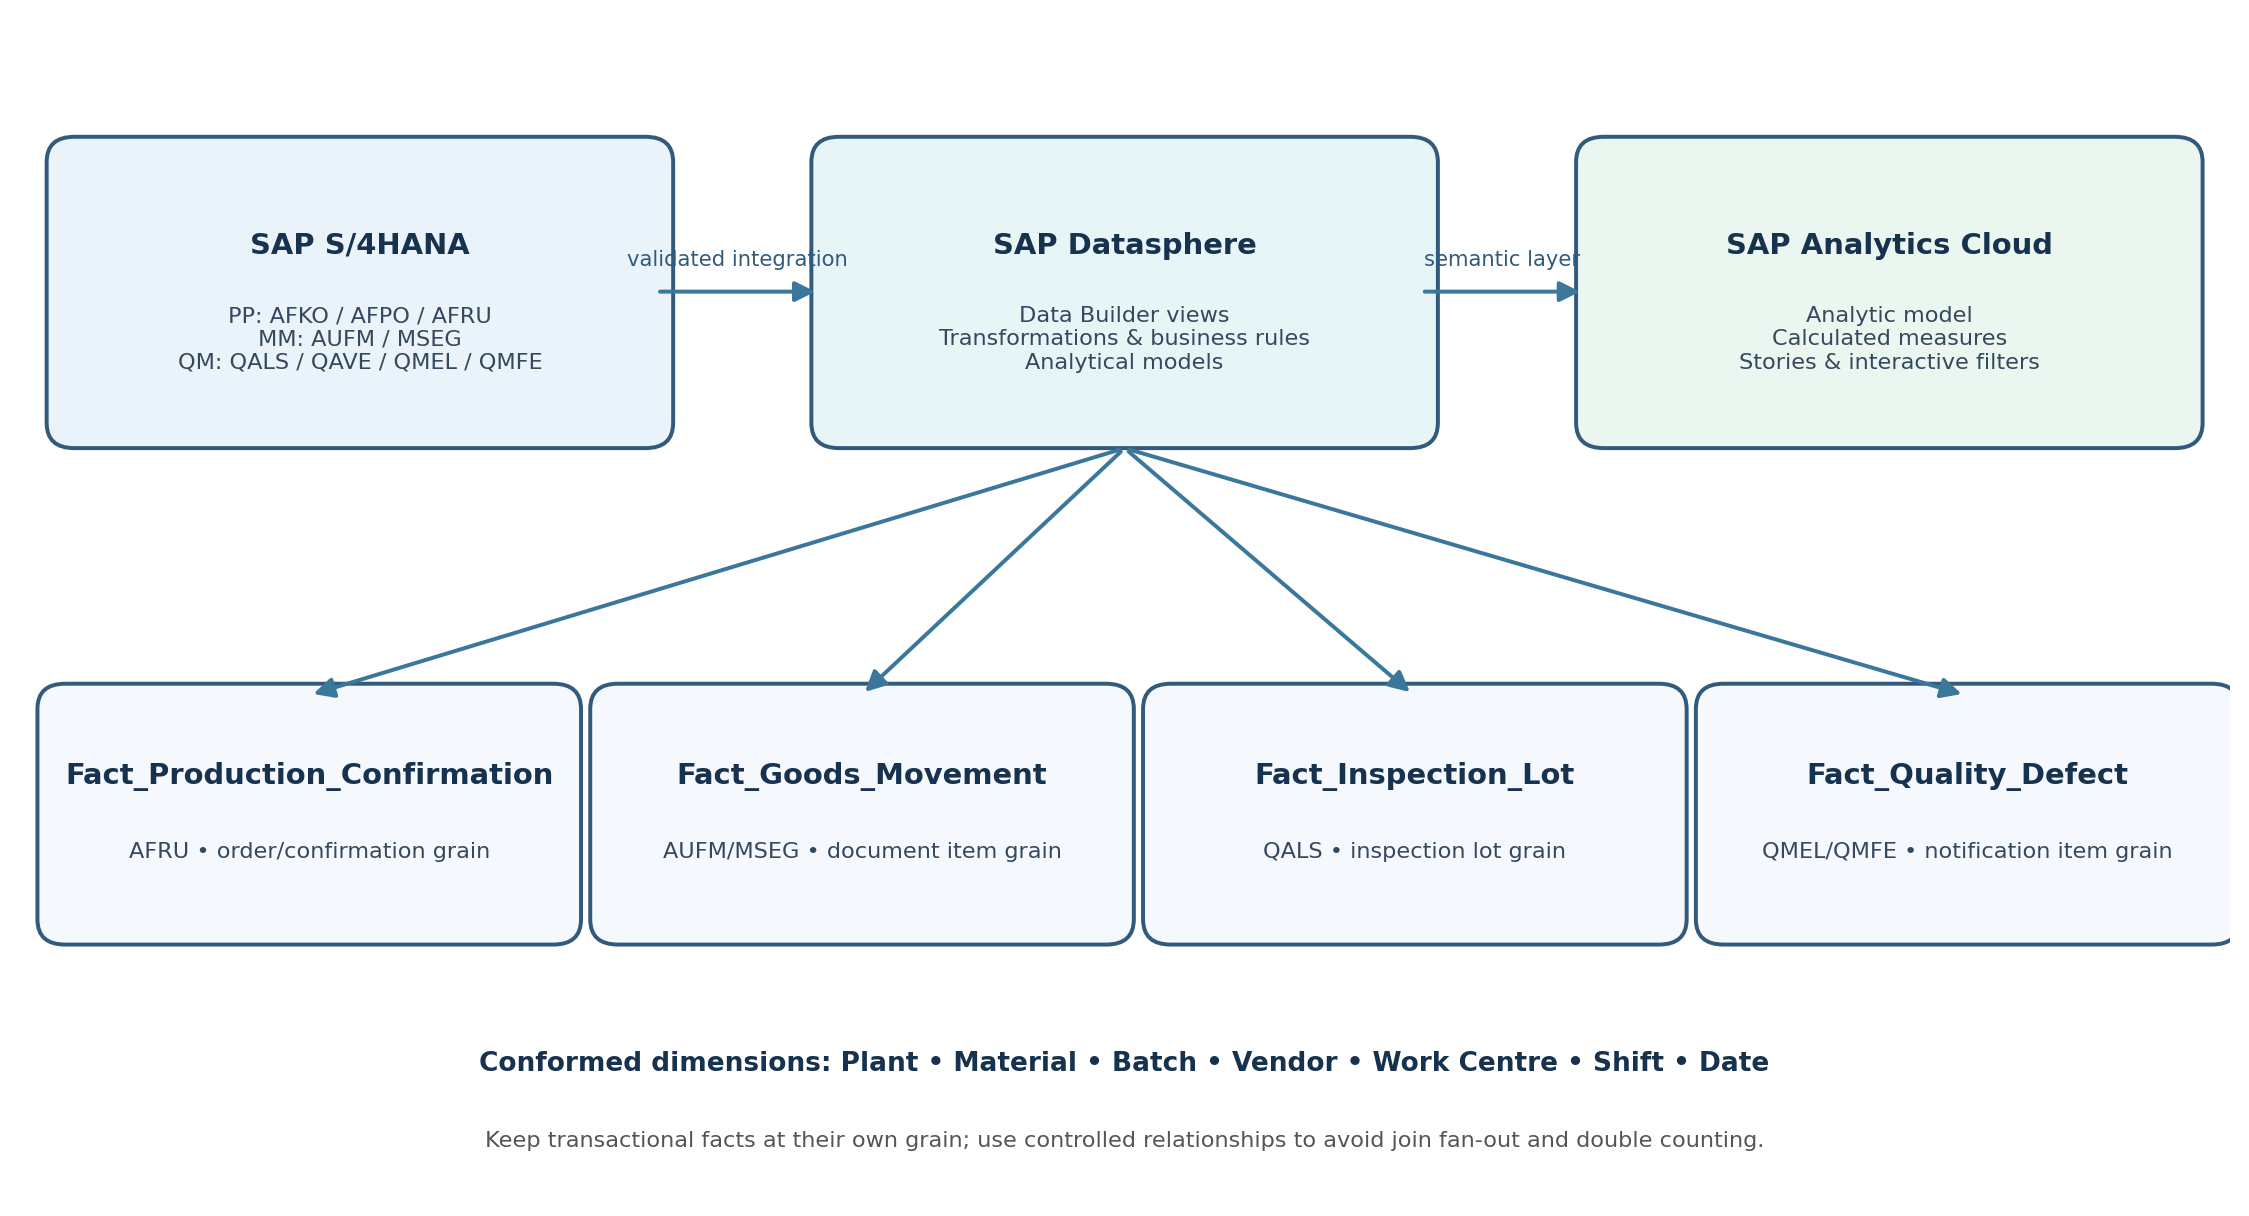 SAP S/4HANA
PP: AFKO / AFPO / AFRU
MM: AUFM / MSEG
QM: QALS / QAVE / QMEL / QMFE
validated integration
SAP Datasphere
Data Builder views
Transformations & business rules
Analytical models
semantic layer
SAP Analytics Cloud
Analytic model
Calculated measures
Stories & interactive filters
Fact_Production_Confirmation
AFRU • order/confirmation grain
Fact_Goods_Movement
AUFM/MSEG • document item grain
Fact_Inspection_Lot
QALS • inspection lot grain
Fact_Quality_Defect
QMEL/QMFE • notification item grain
Conformed dimensions: Plant • Material • Batch • Vendor • Work Centre • Shift • Date
Keep transactional facts at their own grain; use controlled relationships to avoid join fan-out and double counting.